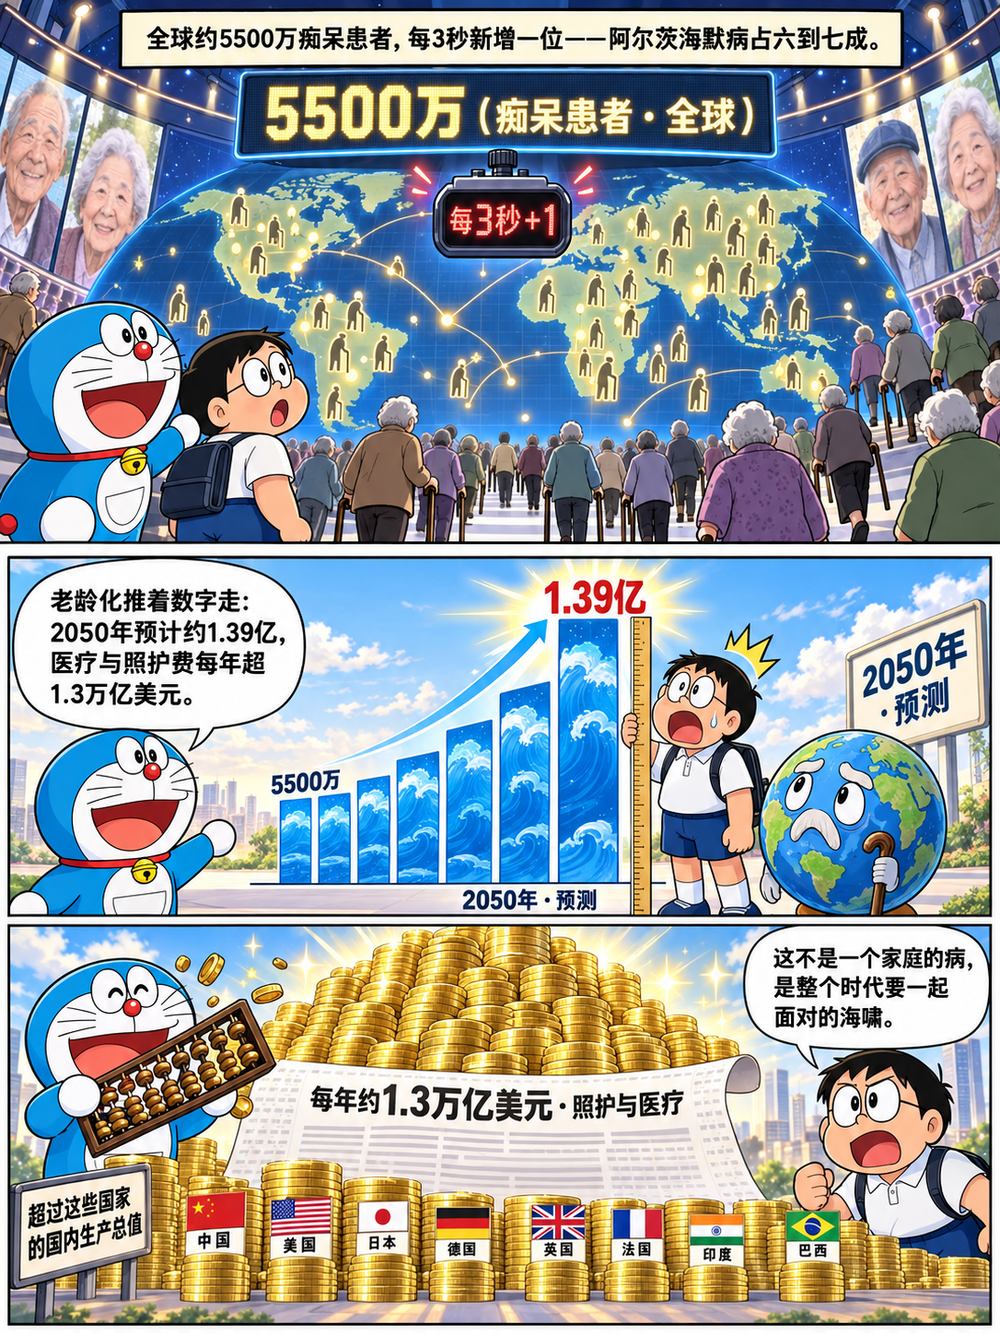 全球约5500万痴呆患者，每3秒新增一位——阿尔茨海默病占六到七成。
5500万（痴呆患者·全球）
每3秒+1
老龄化推着数字走：
2050年预计约1.39亿，
医疗与照护费每年超
1.3万亿美元。
1.39亿
5500万
2050年·预测
2050年
·预测
这不是一个家庭的病，
是整个时代要一起
面对的海啸。
每年约1.3万亿美元·照护与医疗
超过这些国家
的国内生产总值
中国
美国
日本
德国
英国
法国
印度
巴西